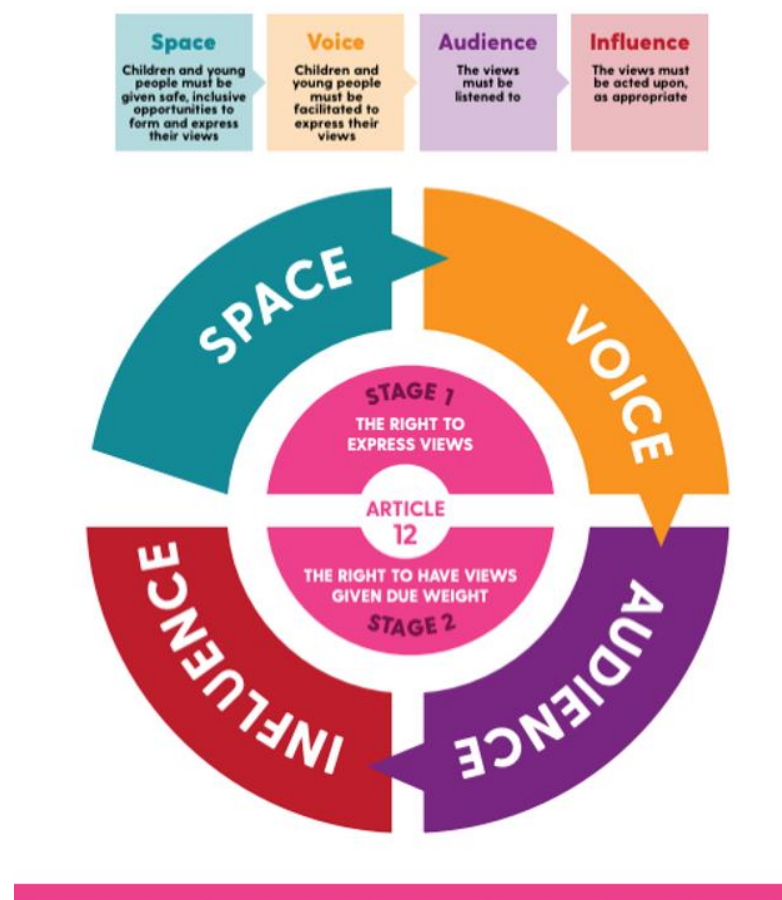 Space
Children and young
people must be
given safe, inclusive
opportunities to
form and express
their views
Voice
Children and
young people
must be
facilitated to
express their
views
Audience
The views
must be
listened to
Influence
The views must
be acted upon,
as appropriate
SPACE
VOICE
STAGE 1
THE RIGHT TO
EXPRESS VIEWS
ARTICLE
12
THE RIGHT TO HAVE VIEWS
GIVEN DUE WEIGHT
STAGE 2
AUDIENCE
INFLUENCE